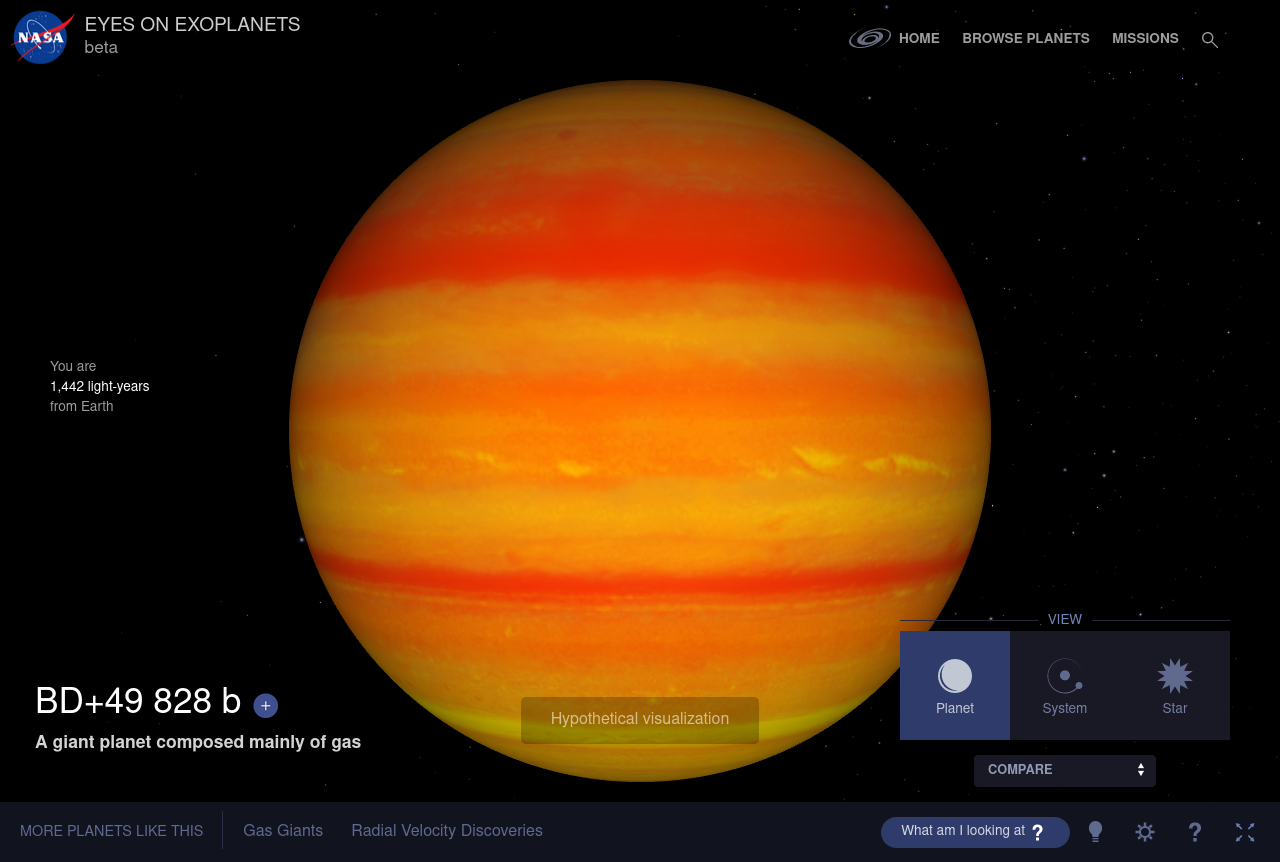 NASA
EYES ON EXOPLANETS
beta
HOME
BROWSE PLANETS
MISSIONS
You are
1,442 light-years
from Earth
VIEW
Planet
System
Star
BD+49 828 b +
A giant planet composed mainly of gas
Hypothetical visualization
COMPARE
MORE PLANETS LIKE THIS
Gas Giants
Radial Velocity Discoveries
What am I looking at ?
?